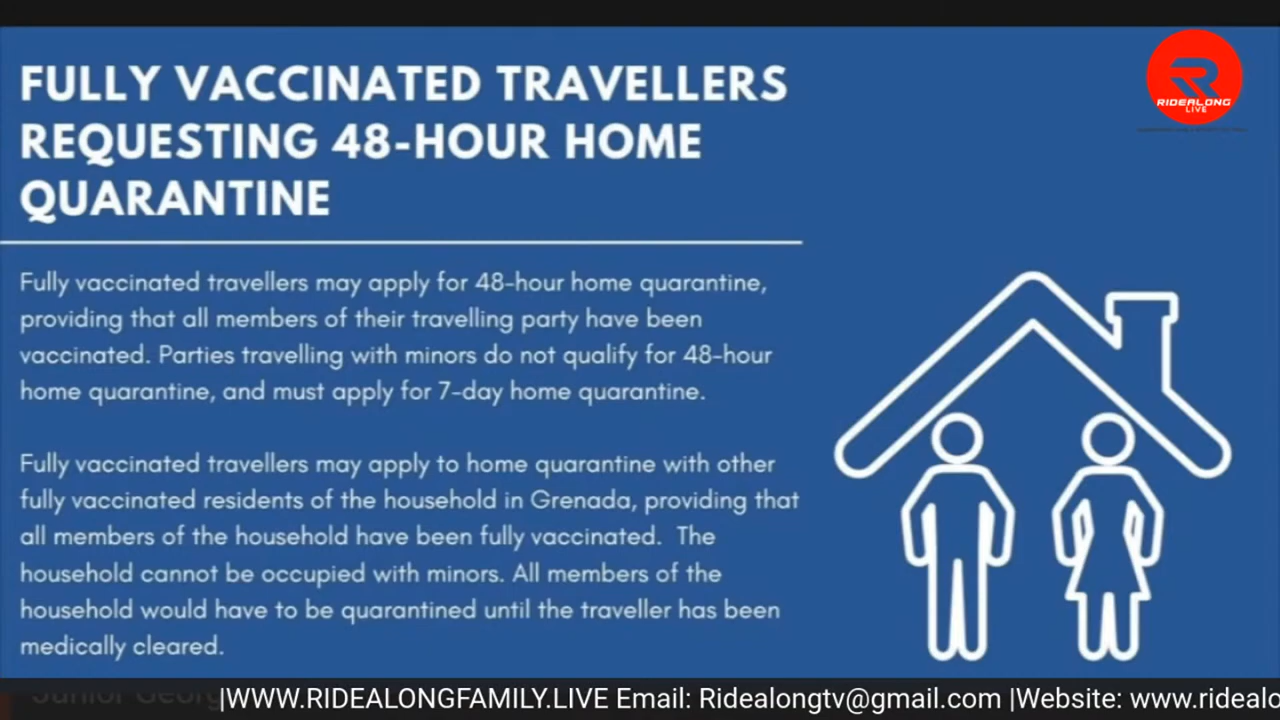 FULLY VACCINATED TRAVELLERS
REQUESTING 48-HOUR HOME
QUARANTINE
RIDEALONG
LIVE
Fully vaccinated travellers may apply for 48-hour home quarantine,
providing that all members of their travelling party have been
vaccinated. Parties travelling with minors do not qualify for 48-hour
home quarantine, and must apply for 7-day home quarantine.
Fully vaccinated travellers may apply to home quarantine with other
fully vaccinated residents of the household in Grenada, providing that
all members of the household have been fully vaccinated. The
household cannot be occupied with minors. All members of the
household would have to be quarantined until the traveller has been
medically cleared.
|WWW.RIDEALONGFAMILY.LIVE Email: Ridealongtv@gmail.com |Website: www.ridealo